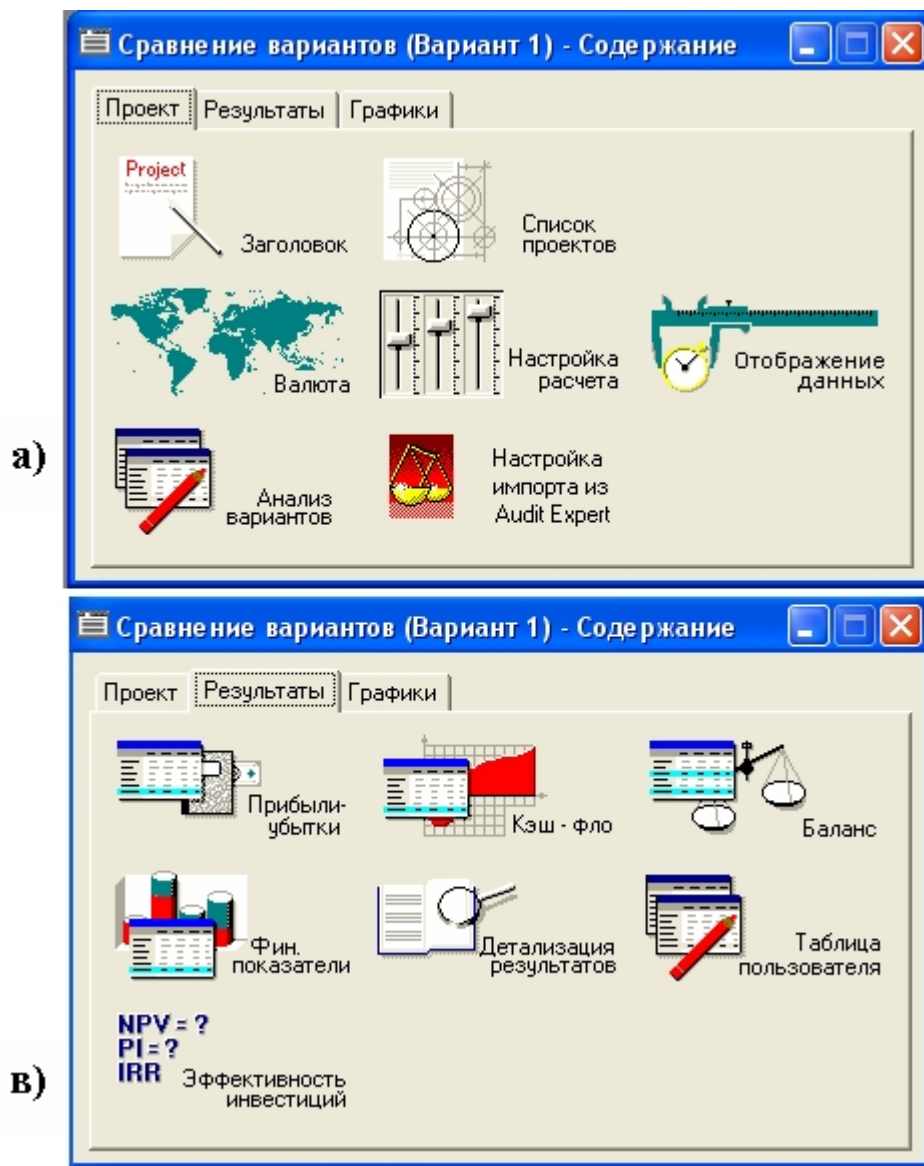 Сравнение вариантов (Вариант 1) - Содержание
Проект Результаты Графики
Project
Заголовок
Список
проектов
Валюта
Настройка
расчета
Отображение
данных
а)
Анализ
вариантов
Настройка
импорта из
Audit Expert
Сравнение вариантов (Вариант 1) - Содержание
Проект Результаты Графики
Прибыли-
убытки
Кэш - фло
Баланс
Фин.
показатели
Детализация
результатов
Таблица
пользователя
в)
NPV = ?
PI = ?
IRR
Эффективность
инвестиций